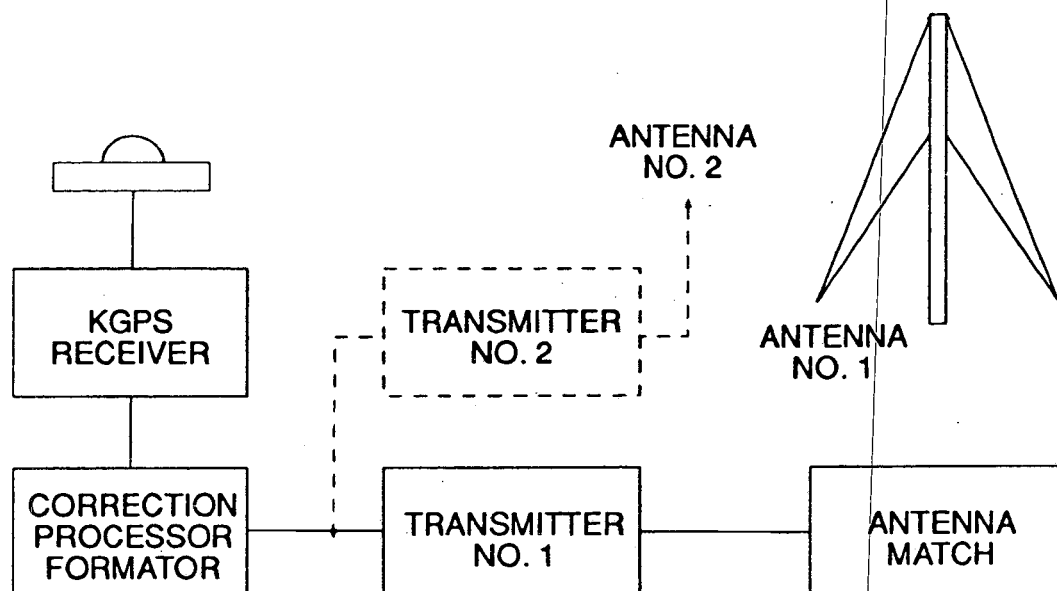 ANTENNA
NO. 2
KGPS
RECEIVER
TRANSMITTER
NO. 2
ANTENNA
NO. 1
CORRECTION
PROCESSOR
FORMATOR
TRANSMITTER
NO. 1
ANTENNA
MATCH